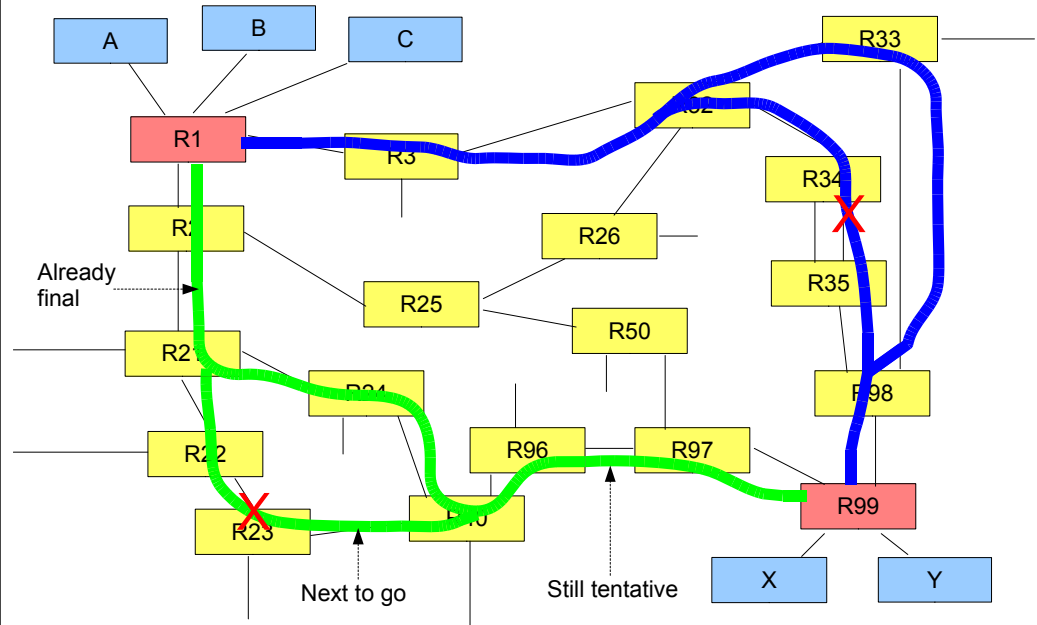 A
B
C
R33
R32
R1
R3
R34
R2
R26
Already
final
R35
R25
R50
R21
R24
R98
R22
R96
R97
R40
R99
R23
Next to go
Still tentative
X
Y